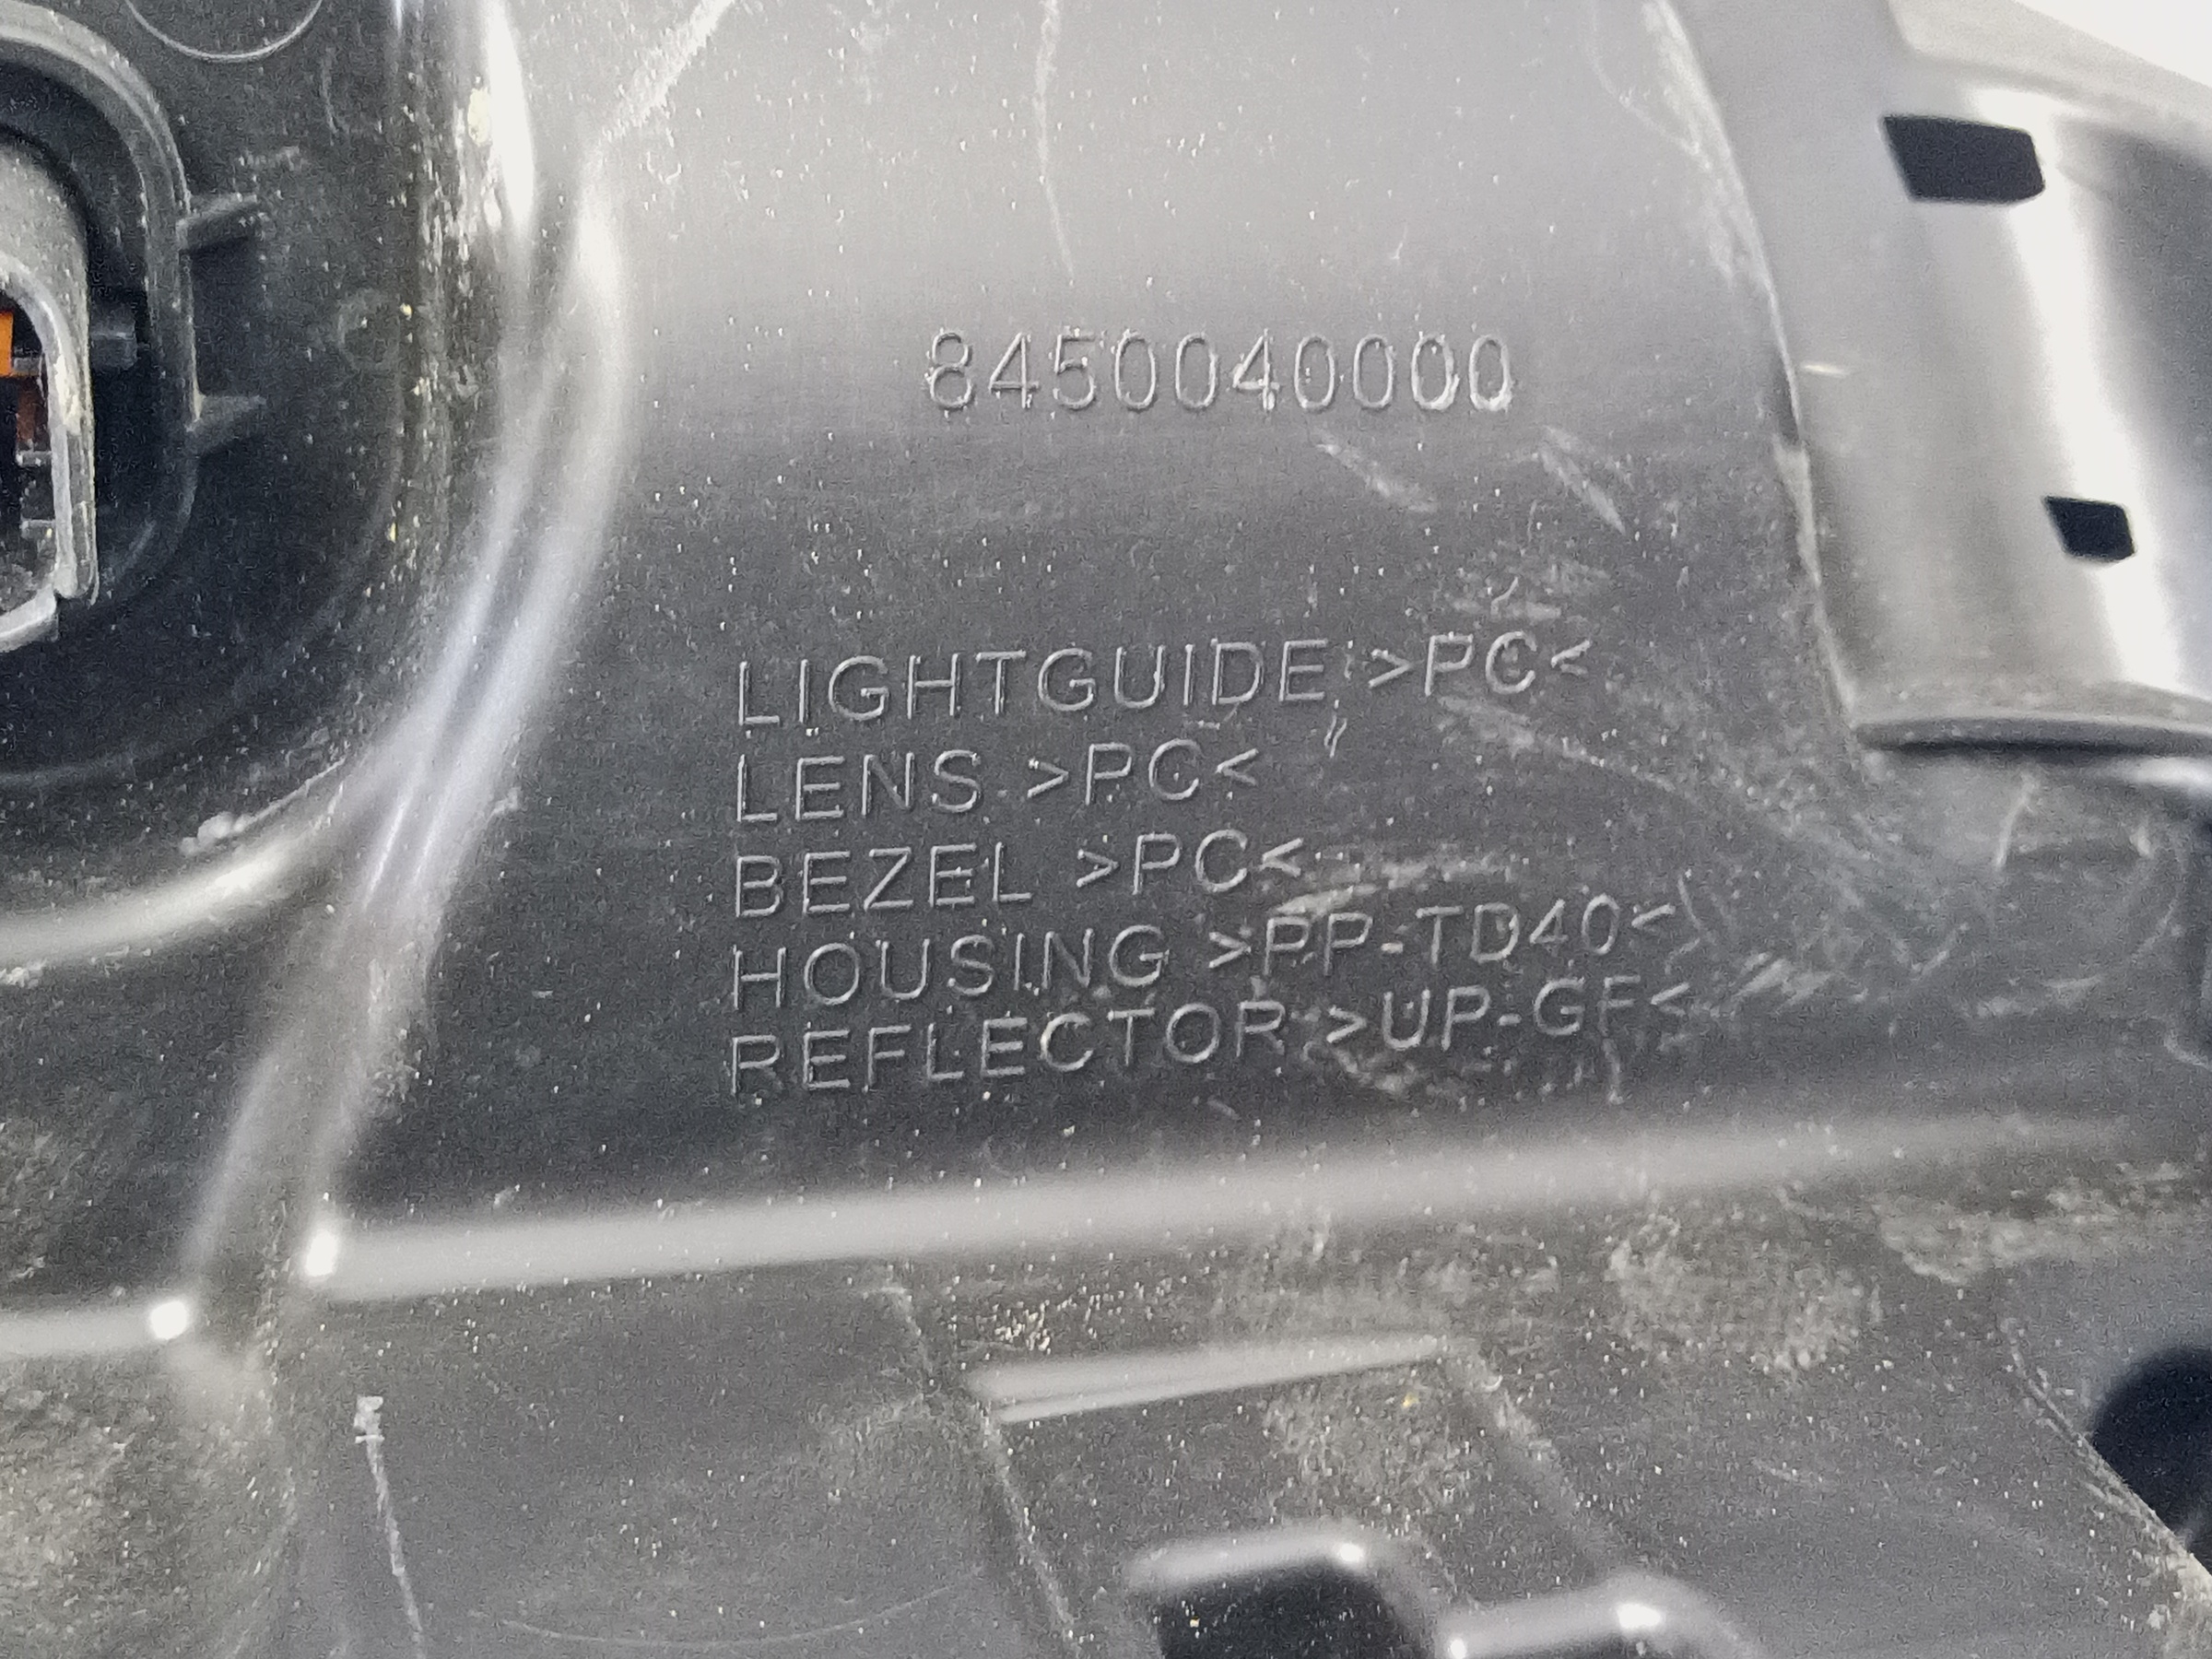 8450040000
LIGHTGUIDE >PC<
LENS >PC<
BEZEL >PC<
HOUSING >PP-TD40<
REFLECTOR >UP-GF<